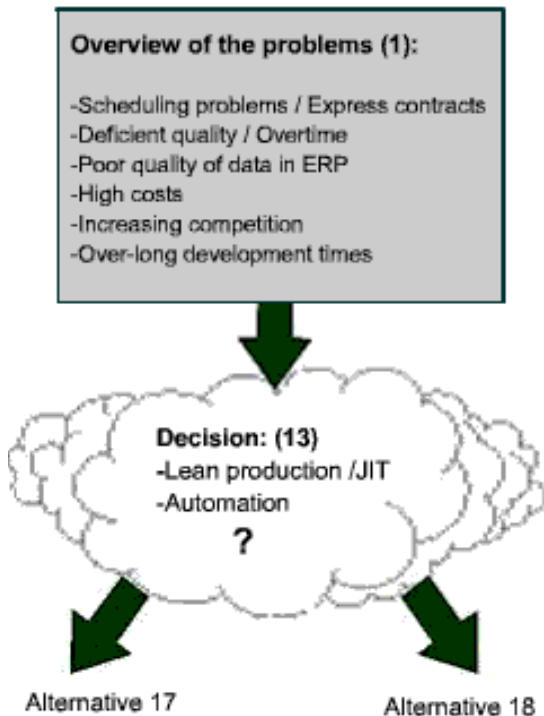 Overview of the problems (1):
-Scheduling problems / Express contracts
-Deficient quality / Overtime
-Poor quality of data in ERP
-High costs
-Increasing competition
-Over-long development times
Decision: (13)
-Lean production /JIT
-Automation
?
Alternative 17
Alternative 18